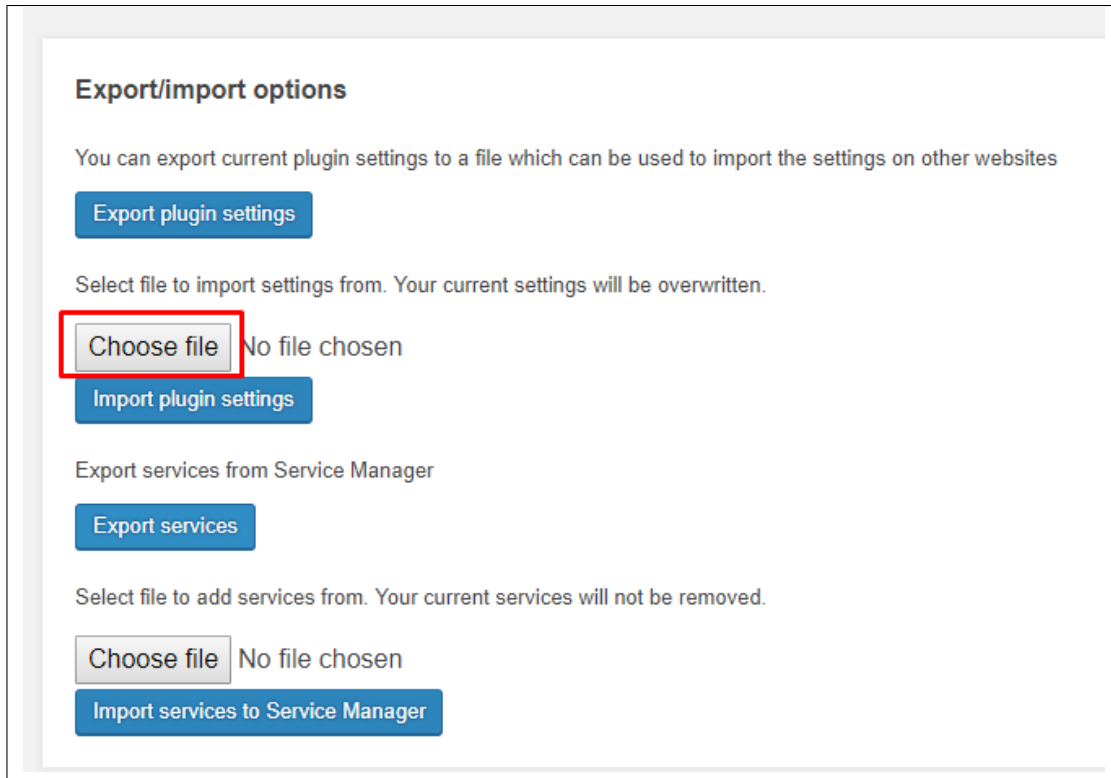 Export/import options
You can export current plugin settings to a file which can be used to import the settings on other websites
Export plugin settings
Select file to import settings from. Your current settings will be overwritten.
Choose file No file chosen
Import plugin settings
Export services from Service Manager
Export services
Select file to add services from. Your current services will not be removed.
Choose file No file chosen
Import services to Service Manager